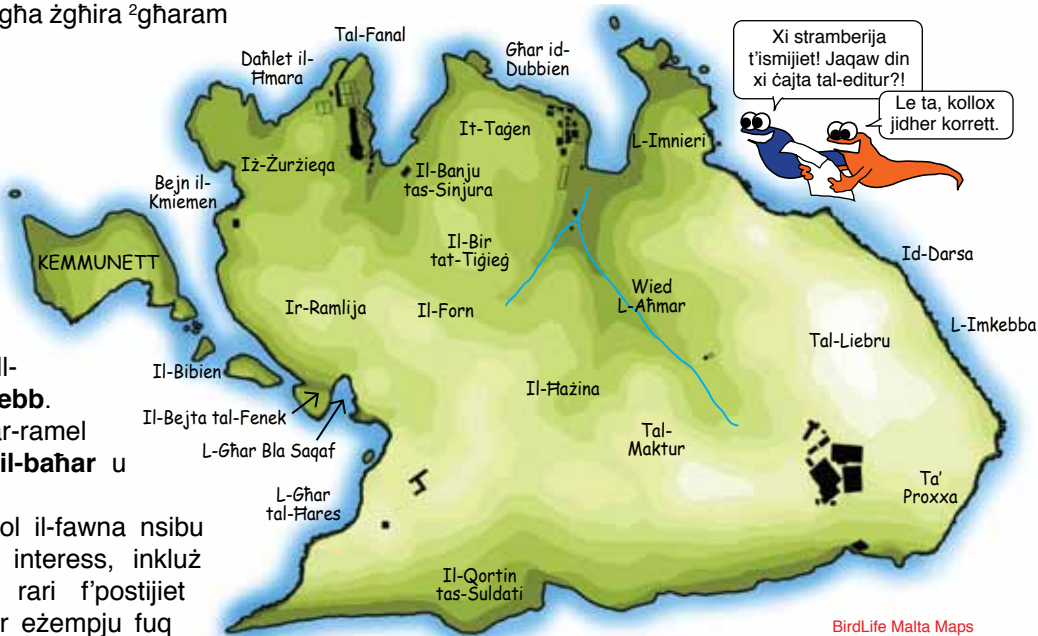 għa żgħira ²għaram
Tal-Fanal
Daħlet il-
Ħmara
Għar id-
Dubbien
Xi stramberija
t'ismijiet! Jaqaw din
xi ċajta tal-editur?!
Le ta, kollox
jidher korrett.
It-Taġen
L-Imnieri
Iż-Żurżieqa
Il-Banju
tas-Sinjura
Bejn il-
Kmiemen
KEMMUNETT
Il-Bir
tat-Tiġieġ
Id-Darsa
Ir-Ramlija
Il-Forn
Wied
L-Aħmar
L-Imkebba
Tal-Liebru
Il-Bibien
Il-Ħażina
Il-Bejta tal-Fenek
L-Għar Bla Saqaf
Tal-
Maktur
Ta'
Proxxa
L-Għar
tal-Ħares
Il-Qortin
tas-Suldati
ll-
ebb.
ar-ramel
il-baħar u
ol il-fawna nsibu
interess, inkluż
rari f'postijiet
r eżempju fuq
BirdLife Malta Maps